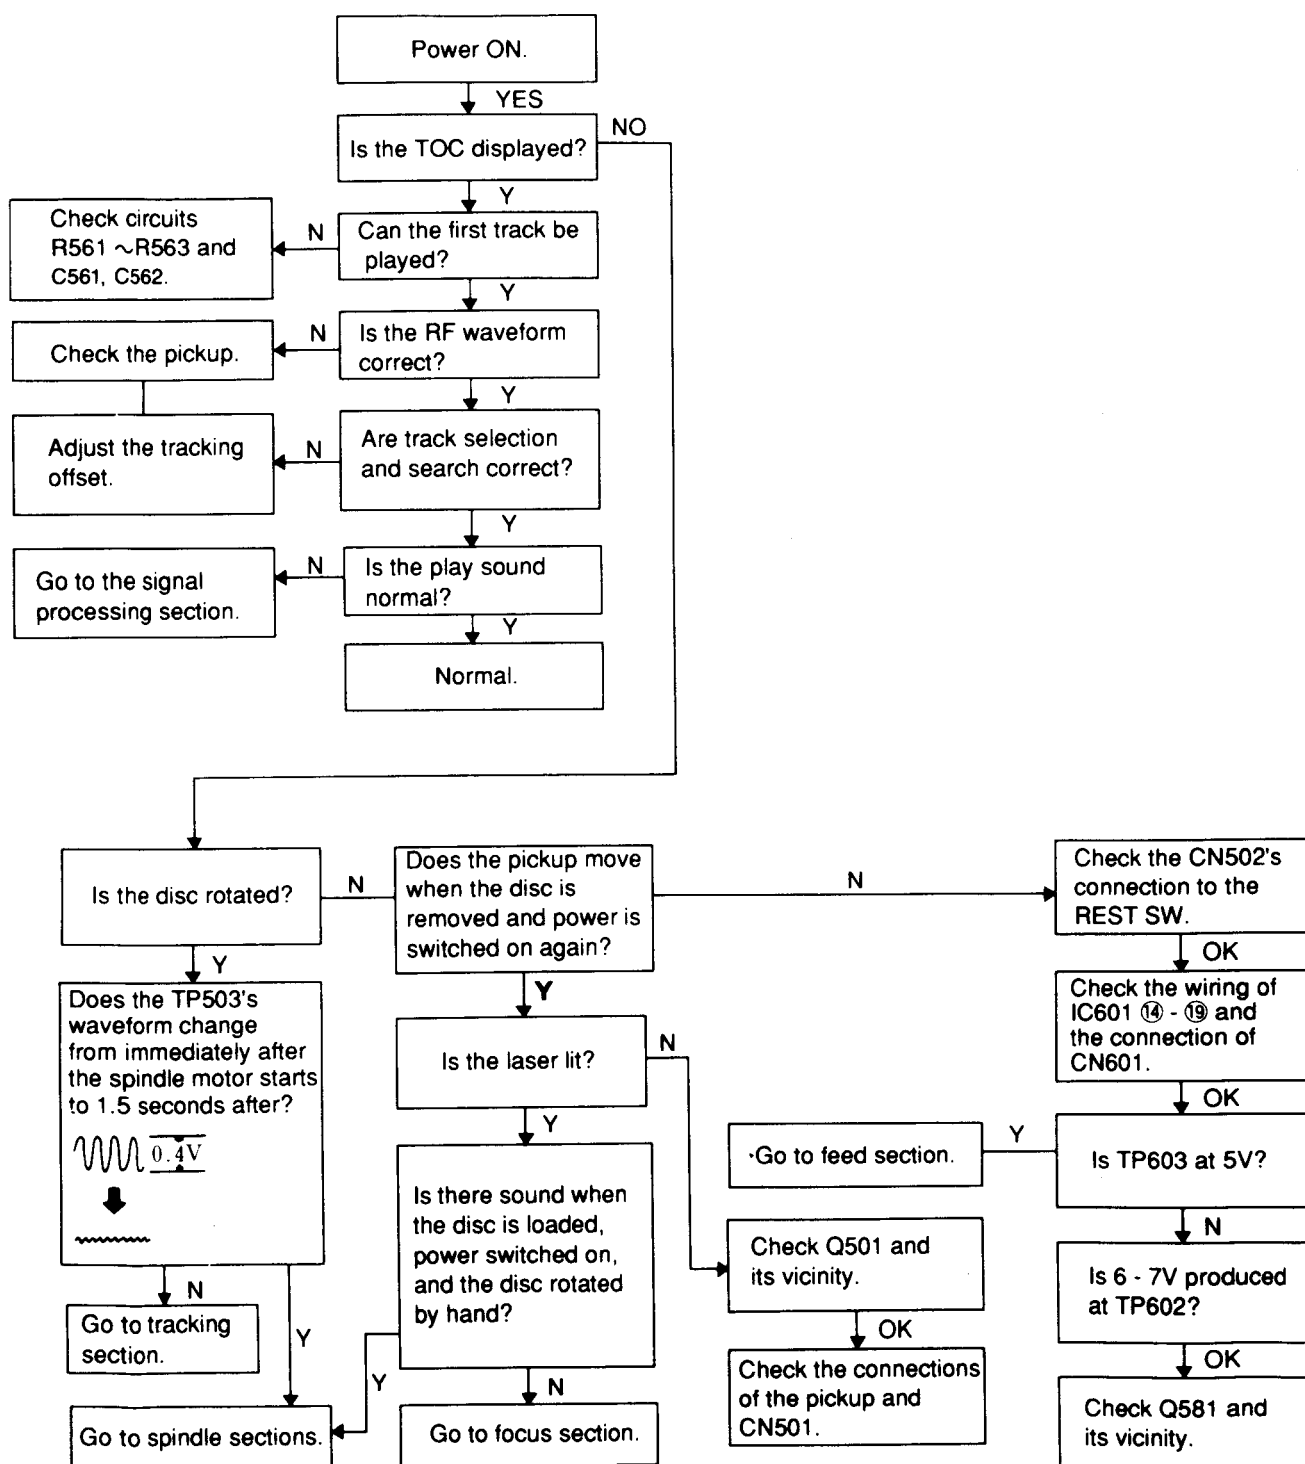 Power ON.
YES
Is the TOC displayed?
NO
Y
Check circuits
R561 ~R563 and
C561, C562.
N
Can the first track be
played?
Y
Check the pickup.
N
Is the RF waveform
correct?
Y
Adjust the tracking
offset.
N
Are track selection
and search correct?
Y
Go to the signal
processing section.
N
Is the play sound
normal?
Y
Normal.
Is the disc rotated?
N
Does the pickup move
when the disc is
removed and power is
switched on again?
N
Check the CN502's
connection to the
REST SW.
Y
Y
OK
Does the TP503's
waveform change
from immediately after
the spindle motor starts
to 1.5 seconds after?
0.4V
Is the laser lit?
N
Check the wiring of
IC601 ⑭ - ⑲ and
the connection of
CN601.
Y
OK
Is there sound when
the disc is loaded,
power switched on,
and the disc rotated
by hand?
Go to feed section.
Y
Is TP603 at 5V?
N
Check Q501 and
its vicinity.
Is 6 - 7V produced
at TP602?
N
Go to tracking
section.
Y
Y
N
OK
OK
Go to spindle sections.
Go to focus section.
Check the connections
of the pickup and
CN501.
Check Q581 and
its vicinity.